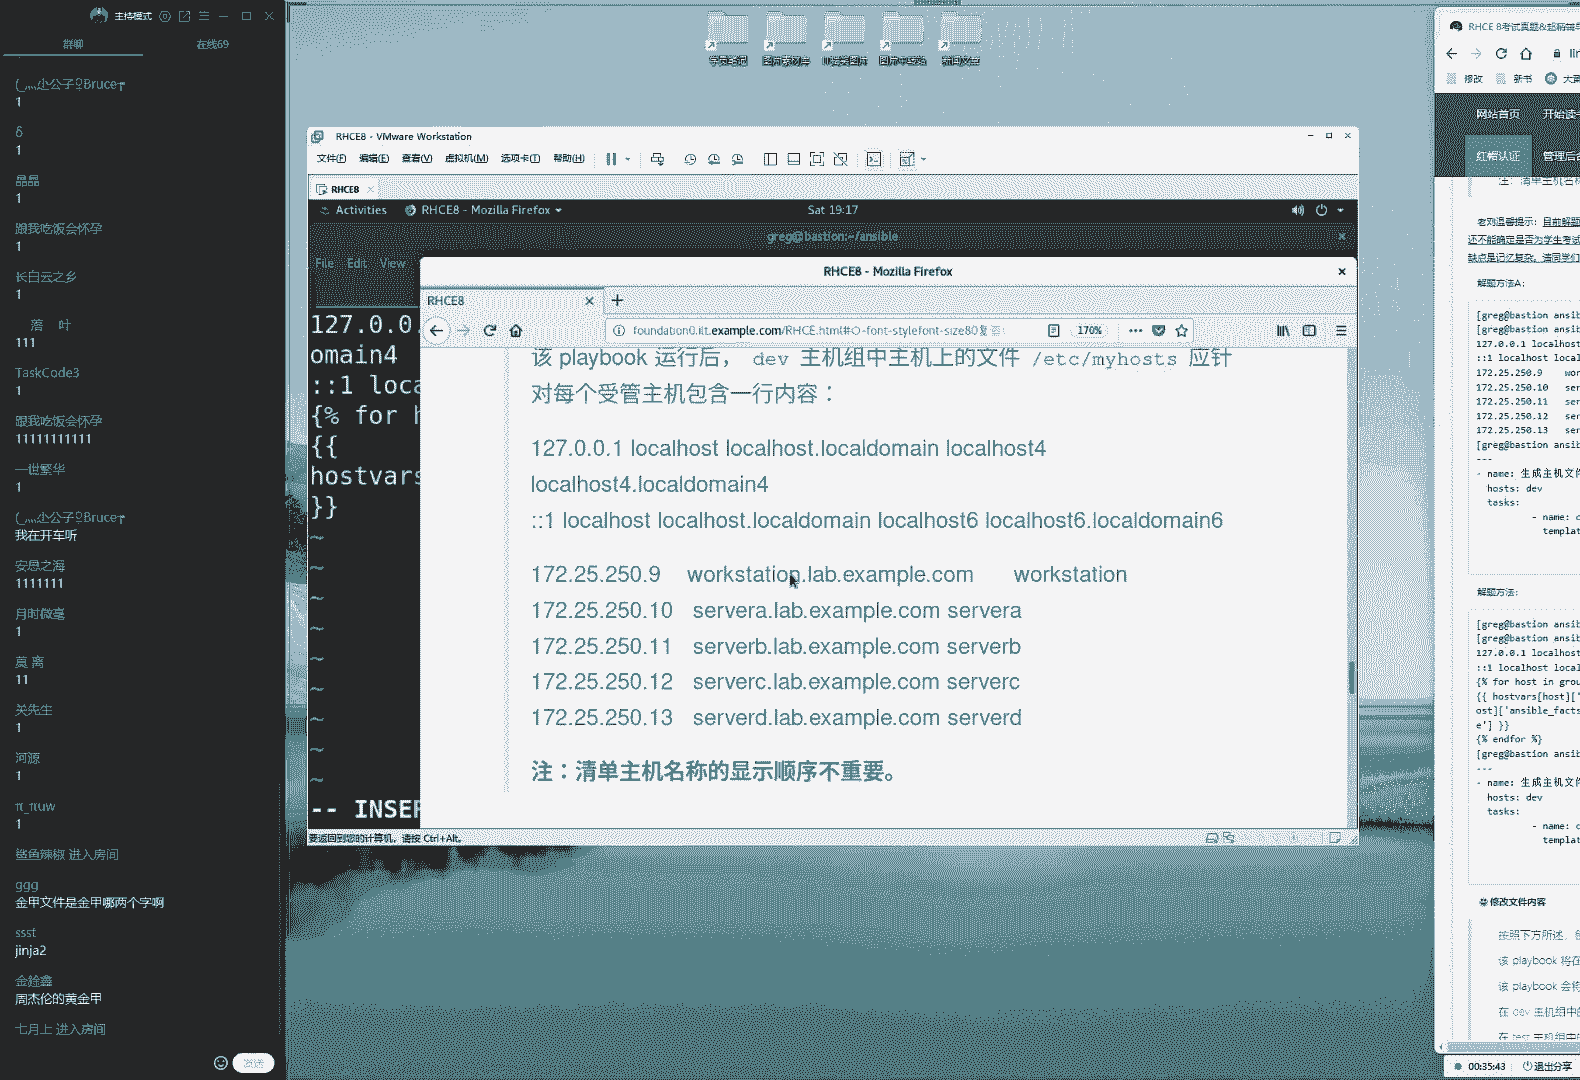 主持模式
群聊
在线69
小公子♀Bruce
1
δ
1
晶晶
1
跟我吃饭会怀孕
1
长白云之乡
1
落 叶
111
TaskCode3
1
跟我吃饭会怀孕
11111111111
一世繁华
1
小公子♀Bruce
我在开车听
安恩之海
1111111
月时微毫
1
莫 离
11
关先生
1
河源
1
1
鲨鱼辣椒 进入房间
ggg
金甲文件是金甲哪两个字啊
ssst
jinja2
周杰伦的黄金甲
七月上 进入房间
发送
RHCE8 - VMware Workstation
文件(F) 编辑(E) 查看(V) 虚拟机(M) 选项卡(T) 帮助(H)
RHCE8
Activities RHCE8 - Mozilla Firefox Sat 19:17
greg@bastion:~/ansible
File Edit View
127.0.0.
omain4
::1 loca
{% for h
{{
hostvars
}}
~
~
~
~
~
~
~
~
~
-- INSER
RHCE8 - Mozilla Firefox
RHCE8
foundation0.ilt.example.com/RHCE.html#○-font-stylefont-size80 170%
该 playbook 运行后， dev 主机组中主机上的文件 /etc/myhosts 应针
对每个受管主机包含一行内容：
127.0.0.1 localhost localhost.localdomain localhost4
localhost4.localdomain4
::1 localhost localhost.localdomain localhost6 localhost6.localdomain6
172.25.250.9 workstation.lab.example.com workstation
172.25.250.10 servera.lab.example.com servera
172.25.250.11 serverb.lab.example.com serverb
172.25.250.12 serverc.lab.example.com serverc
172.25.250.13 serverd.lab.example.com serverd
注：清单主机名称的显示顺序不重要。
要返回到您的计算机，请按 Ctrl+Alt。
RHCE 8考试真题&超
修改 新书 大
网站首页 开始读
红帽认证 管理后
注：清单主机名
老刘温馨提示：目前解题
还不能确定是否为学生考试
缺点是记忆复杂，请同学们
解题方法A：
[greg@bastion ansib
[greg@bastion ansib
127.0.0.1 localhost
::1 localhost local
172.25.250.9 wor
172.25.250.10 ser
172.25.250.11 ser
172.25.250.12 ser
172.25.250.13 ser
[greg@bastion ansib
---
- name: 生成主机文件
hosts: dev
tasks:
- name: c
templat
解题方法：
[greg@bastion ansib
[greg@bastion ansib
127.0.0.1 localhost
::1 localhost local
{% for host in grou
{{ hostvars[host]['
ost]['ansible_facts
e'] }}
{% endfor %}
[greg@bastion ansib
---
- name: 生成主机文件
hosts: dev
tasks:
- name: c
templat
修改文件内容
按照下方所述，
该 playbook 将在
该 playbook 会将
在 dev 主机组中的
在 test 主机组中的
00:35:43 退出分享